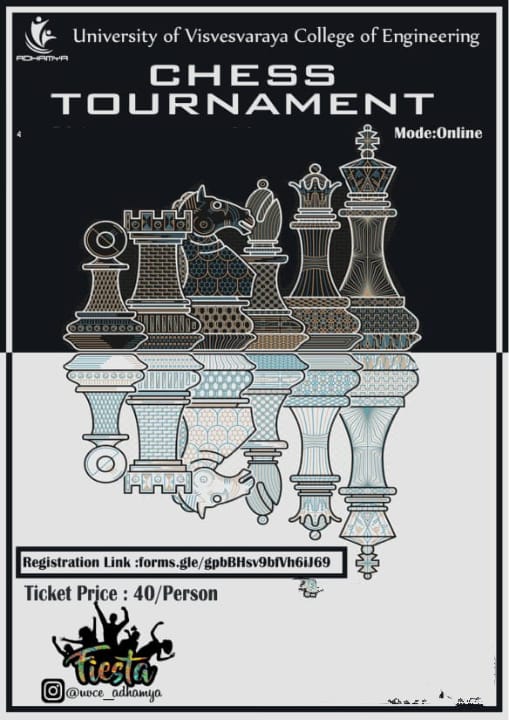 ADHAMYA
University of Visvesvaraya College of Engineering
CHESS
TOURNAMENT
4
Mode:Online
Registration Link :forms.gle/gpbBHsv9bfVh6iJ69
Ticket Price : 40/Person
Fiesta
@uvce_adhamya